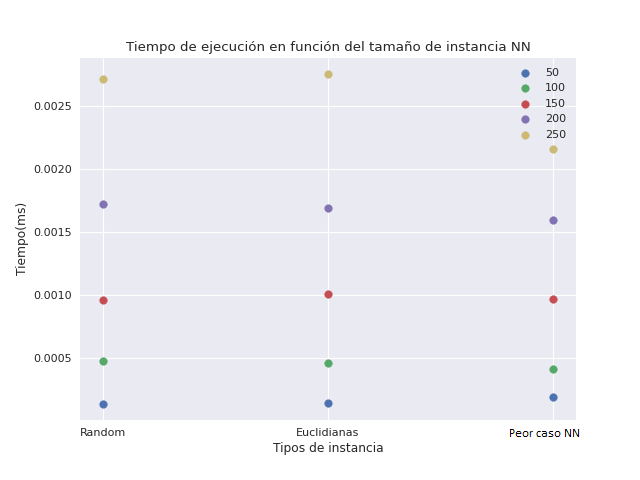 Tiempo de ejecución en función del tamaño de instancia NN
50
100
150
200
250
0.0025
0.0020
0.0015
0.0010
0.0005
Tiempo(ms)
Random
Euclidianas
Peor caso NN
Tipos de instancia